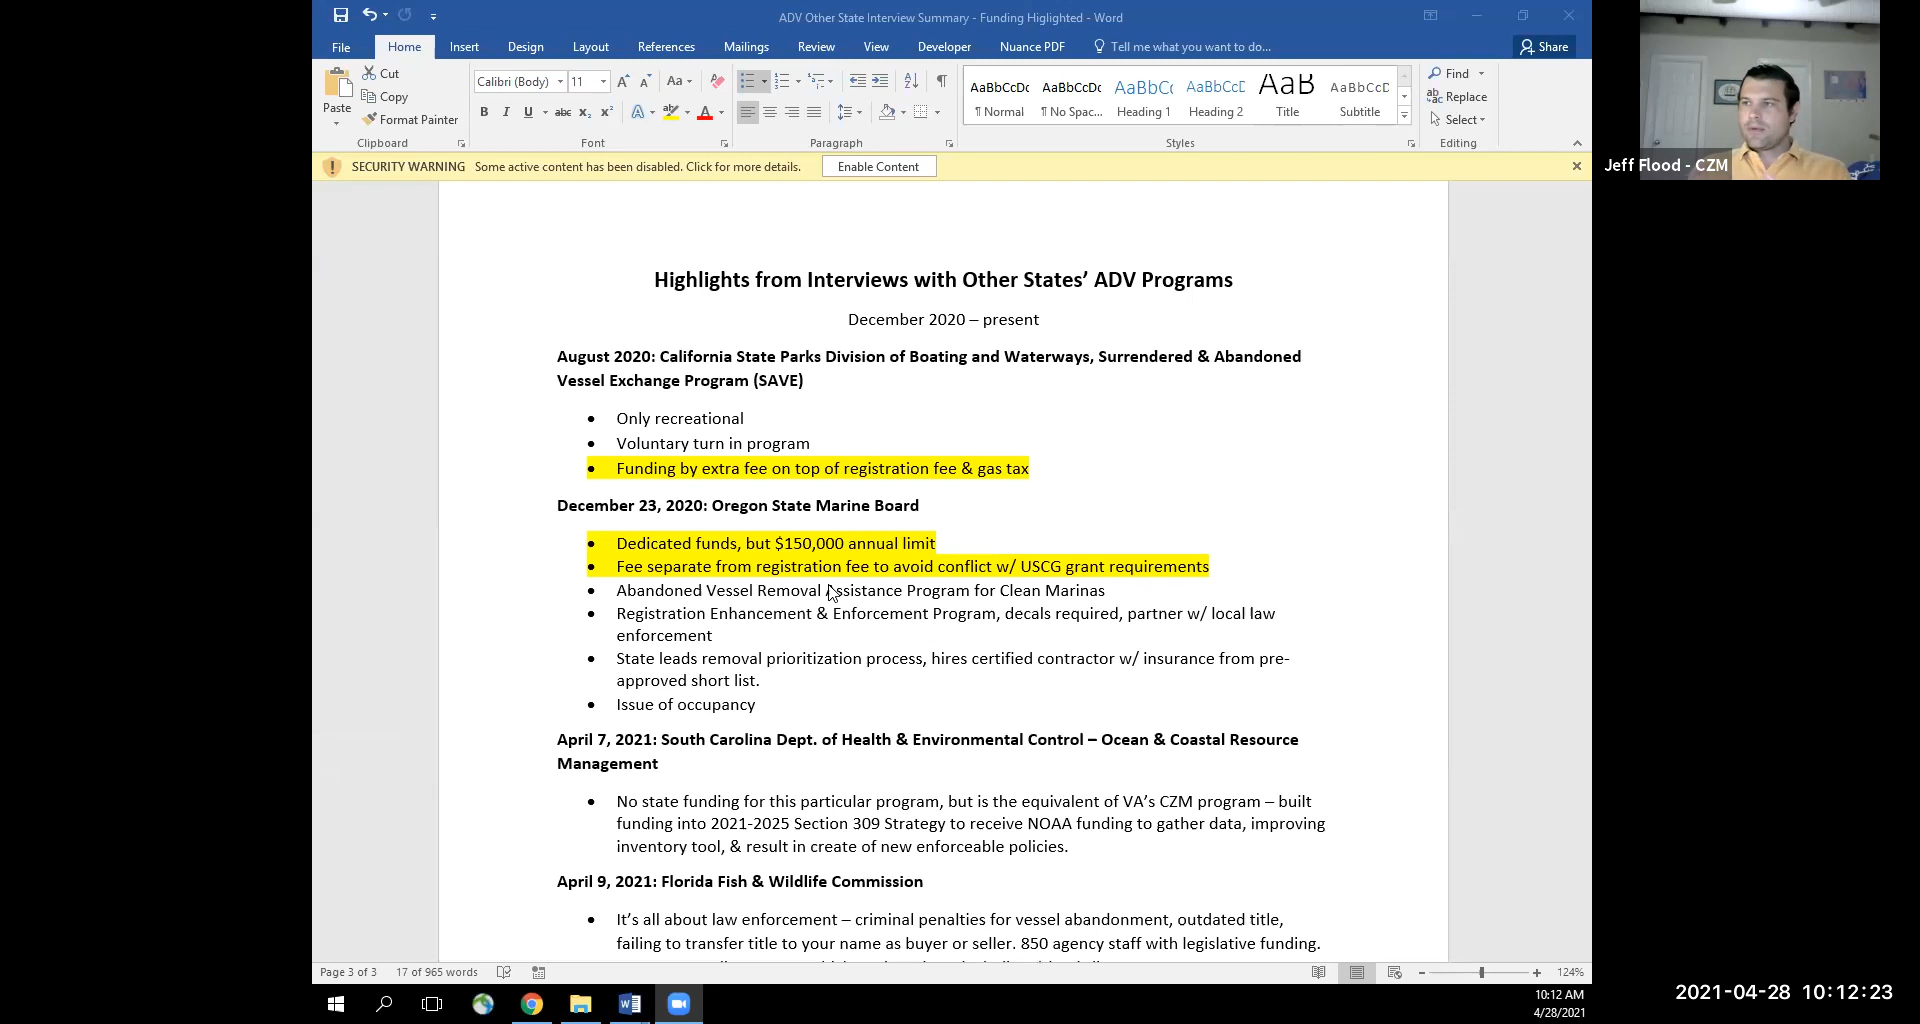 ADV Other State Interview Summary - Funding Higlighted - Word
File Home Insert Design Layout References Mailings Review View Developer Nuance PDF Tell me what you want to do... Share
Paste
Cut
Copy
Format Painter
Clipboard
Calibri (Body) 11
Font
Paragraph
AaBbCcDc AaBbCcDc AaBbCc AaBbCcD AaB AaBbCcD
¶ Normal ¶ No Spac... Heading 1 Heading 2 Title Subtitle
Styles
Find
Replace
Select
Editing
SECURITY WARNING Some active content has been disabled. Click for more details. Enable Content
Jeff Flood - CZM
Highlights from Interviews with Other States’ ADV Programs
December 2020 – present
August 2020: California State Parks Division of Boating and Waterways, Surrendered & Abandoned
Vessel Exchange Program (SAVE)
• Only recreational
• Voluntary turn in program
• Funding by extra fee on top of registration fee & gas tax
December 23, 2020: Oregon State Marine Board
• Dedicated funds, but $150,000 annual limit
• Fee separate from registration fee to avoid conflict w/ USCG grant requirements
• Abandoned Vessel Removal Assistance Program for Clean Marinas
• Registration Enhancement & Enforcement Program, decals required, partner w/ local law
enforcement
• State leads removal prioritization process, hires certified contractor w/ insurance from pre-
approved short list.
• Issue of occupancy
April 7, 2021: South Carolina Dept. of Health & Environmental Control – Ocean & Coastal Resource
Management
• No state funding for this particular program, but is the equivalent of VA’s CZM program – built
funding into 2021-2025 Section 309 Strategy to receive NOAA funding to gather data, improving
inventory tool, & result in create of new enforceable policies.
April 9, 2021: Florida Fish & Wildlife Commission
• It’s all about law enforcement – criminal penalties for vessel abandonment, outdated title,
failing to transfer title to your name as buyer or seller. 850 agency staff with legislative funding.
Page 3 of 3 17 of 965 words 124%
10:12 AM
4/28/2021
2021-04-28 10:12:23